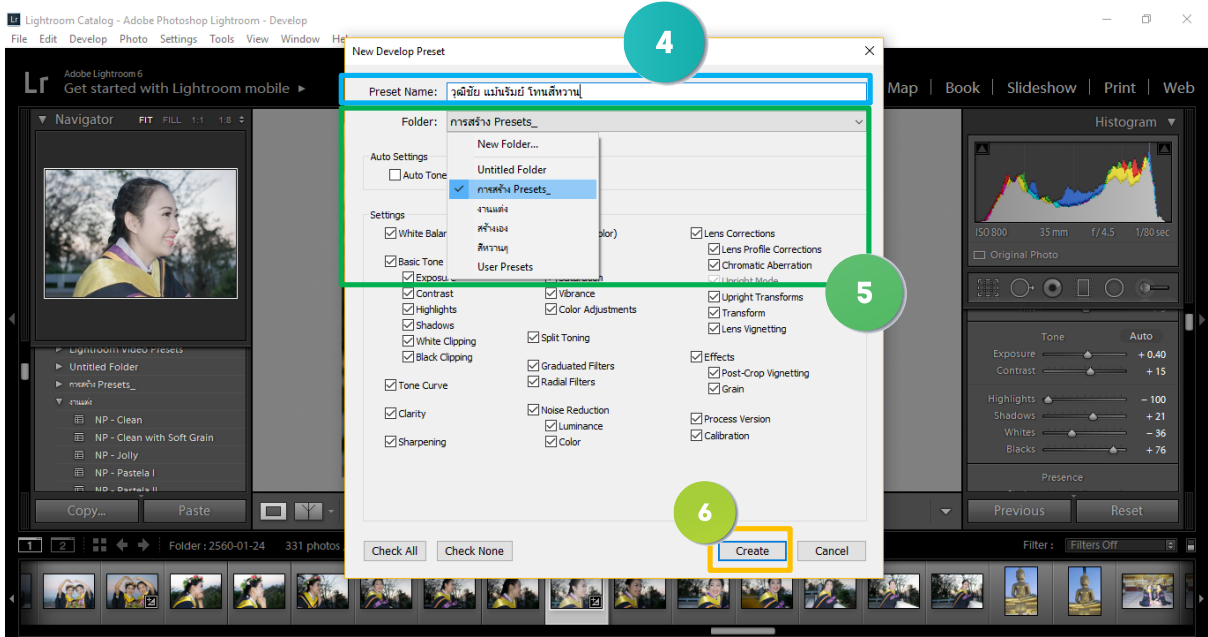 Lightroom Catalog - Adobe Photoshop Lightroom - Develop
File Edit Develop Photo Settings Tools View Window
4
New Develop Preset
Adobe Lightroom 6
Get started with Lightroom mobile
Map | Book | Slideshow | Print | Web
Preset Name: วุฒิชัย แม้นรัมย์ โทนสีหวาน
Navigator FIT FILL 1:1 1:8
Folder: การสร้าง Presets_
Histogram
New Folder...
Untitled Folder
การสร้าง Presets_
งานแต่ง
สร้างเอง
สีหวานๆ
User Presets
Auto Settings
Auto Tone
Settings
White Balan
Basic Tone
Exposure
Contrast
Highlights
Shadows
White Clipping
Black Clipping
Tone Curve
Clarity
Sharpening
olor)
Saturation
Vibrance
Color Adjustments
Split Toning
Graduated Filters
Radial Filters
Noise Reduction
Luminance
Color
Lens Corrections
Lens Profile Corrections
Chromatic Aberration
Upright Mode
Upright Transforms
Transform
Lens Vignetting
Effects
Post-Crop Vignetting
Grain
Process Version
Calibration
5
ISO 800 35 mm f / 4.5 1/80 sec
Original Photo
Tone Auto
Exposure + 0.40
Contrast + 15
Highlights - 100
Shadows + 21
Whites - 36
Blacks + 76
Presence
Lightroom Video Presets
Untitled Folder
การสร้าง Presets_
งานแต่ง
NP - Clean
NP - Clean with Soft Grain
NP - Jolly
NP - Pastela I
NP - Pastela II
Copy... Paste
6
Previous Reset
Check All Check None Create Cancel
1 2 Folder : 2560-01-24 331 photos
Filter : Filters Off